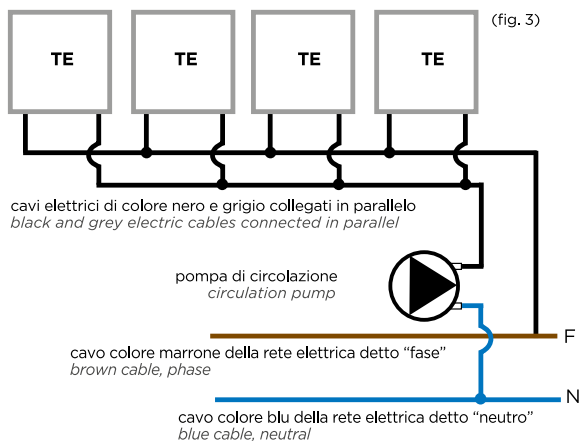 (fig. 3)
TE TE TE TE
cavi elettrici di colore nero e grigio collegati in parallelo
black and grey electric cables connected in parallel
pompa di circolazione
circulation pump
F
cavo colore marrone della rete elettrica detto “fase”
brown cable, phase
N
cavo colore blu della rete elettrica detto “neutro”
blue cable, neutral